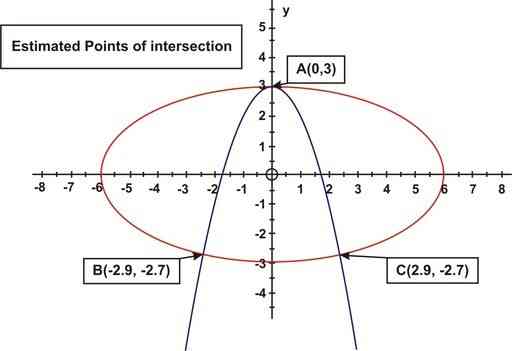 y
5
Estimated Points of intersection
4
A(0,3)
3
2
1
-8 -7 -6 -5 -4 -3 -2 -1 1 2 3 4 5 6 7 8
-1
-2
B(-2.9, -2.7)
C(2.9, -2.7)
-3
-4